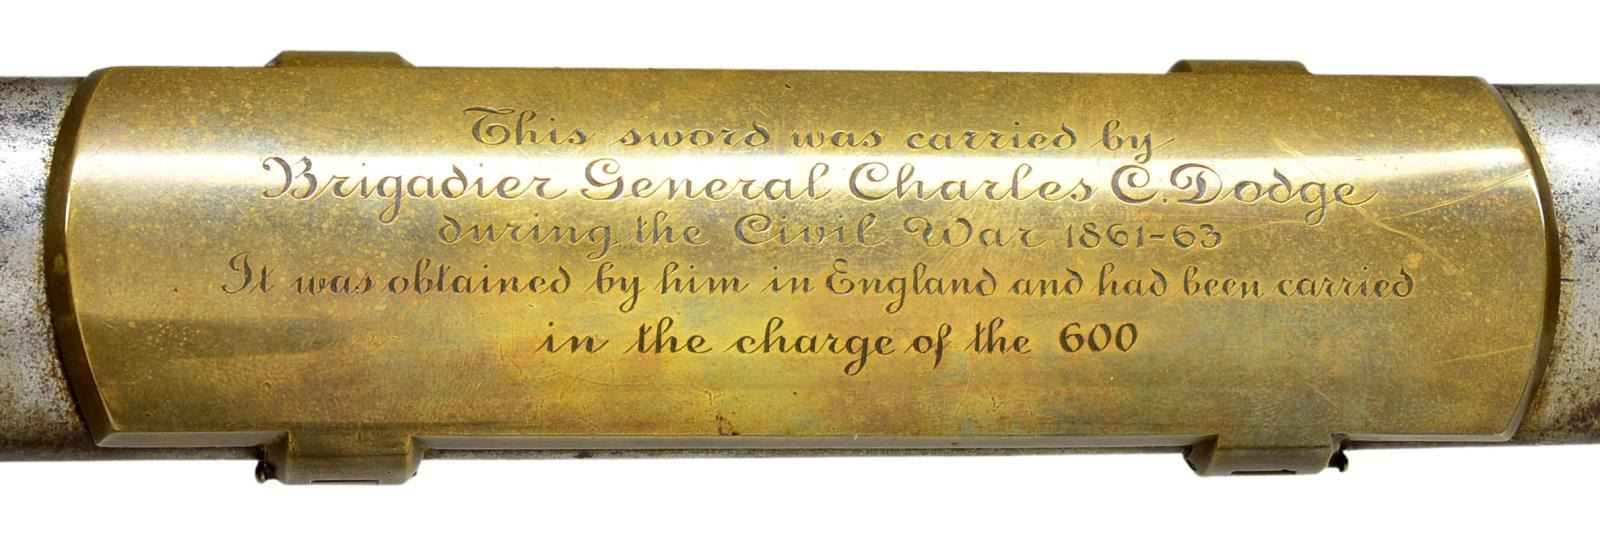 This sword was carried by
Brigadier General Charles C. Dodge
during the Civil War 1861-63
It was obtained by him in England and had been carried
in the charge of the 600